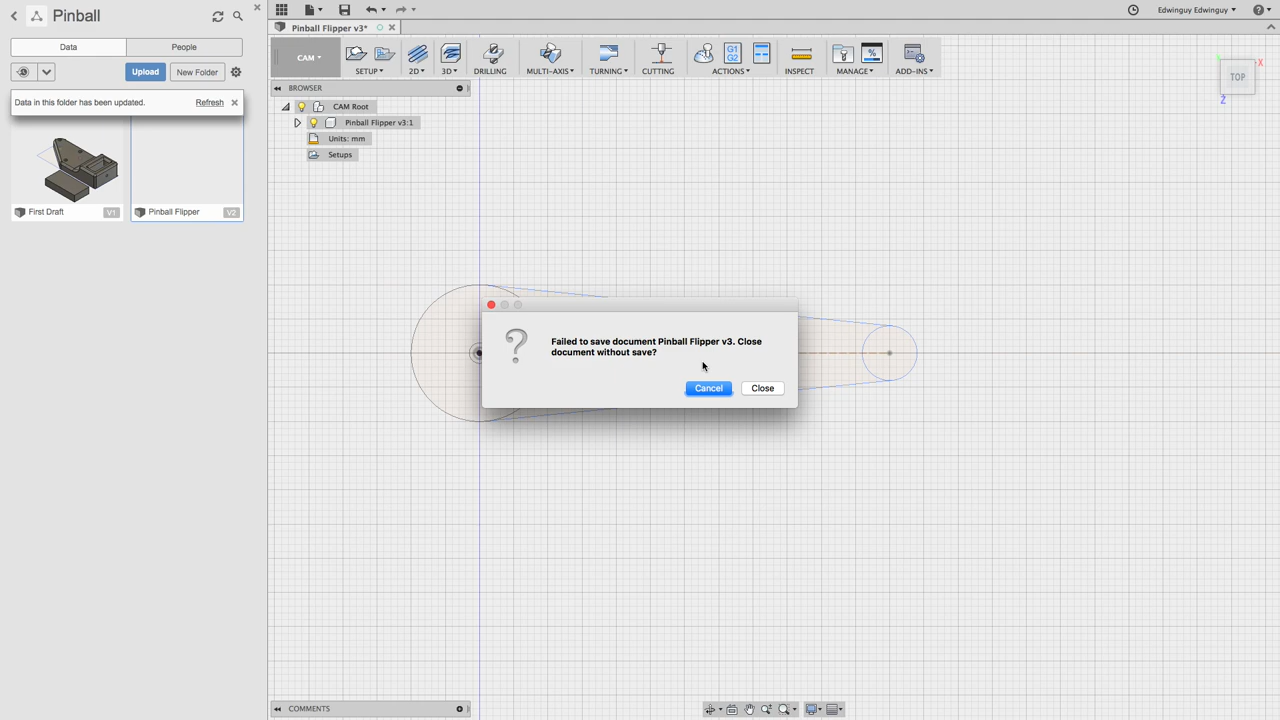 Pinball
Data
People
Upload
New Folder
Data in this folder has been updated.
Refresh
First Draft
V1
Pinball Flipper
V2
Edwinguy Edwinguy
Pinball Flipper v3*
CAM
SETUP
2D
3D
DRILLING
MULTI-AXIS
TURNING
CUTTING
G1
G2
ACTIONS
INSPECT
%
MANAGE
ADD-INS
BROWSER
CAM Root
Pinball Flipper v3:1
Units: mm
Setups
X
TOP
Z
Failed to save document Pinball Flipper v3. Close
document without save?
Cancel
Close
COMMENTS